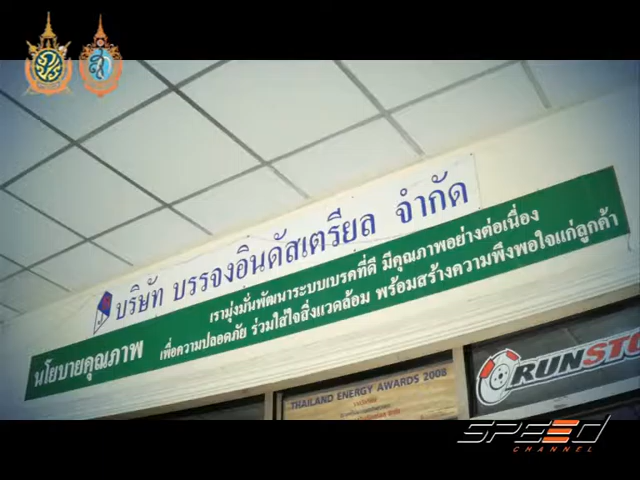 บริษัท บรรจงอินดัสเตรียล จำกัด
นโยบายคุณภาพ
เรามุ่งมั่นพัฒนาระบบเบรคที่ดี มีคุณภาพอย่างต่อเนื่อง
เพื่อความปลอดภัย ร่วมใส่ใจสิ่งแวดล้อม พร้อมสร้างความพึงพอใจแก่ลูกค้า
THAILAND ENERGY AWARDS 2008
RUNSTO
SPEED
CHANNEL